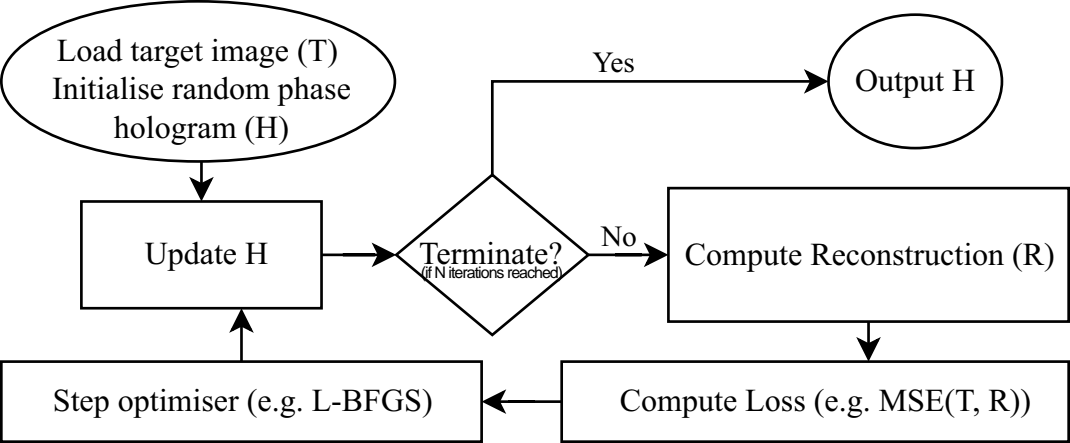 Load target image (T)
Initialise random phase
hologram (H)
Yes
Output H
Update H
Terminate?
(if N iterations reached)
No
Compute Reconstruction (R)
Step optimiser (e.g. L-BFGS)
Compute Loss (e.g. MSE(T, R))